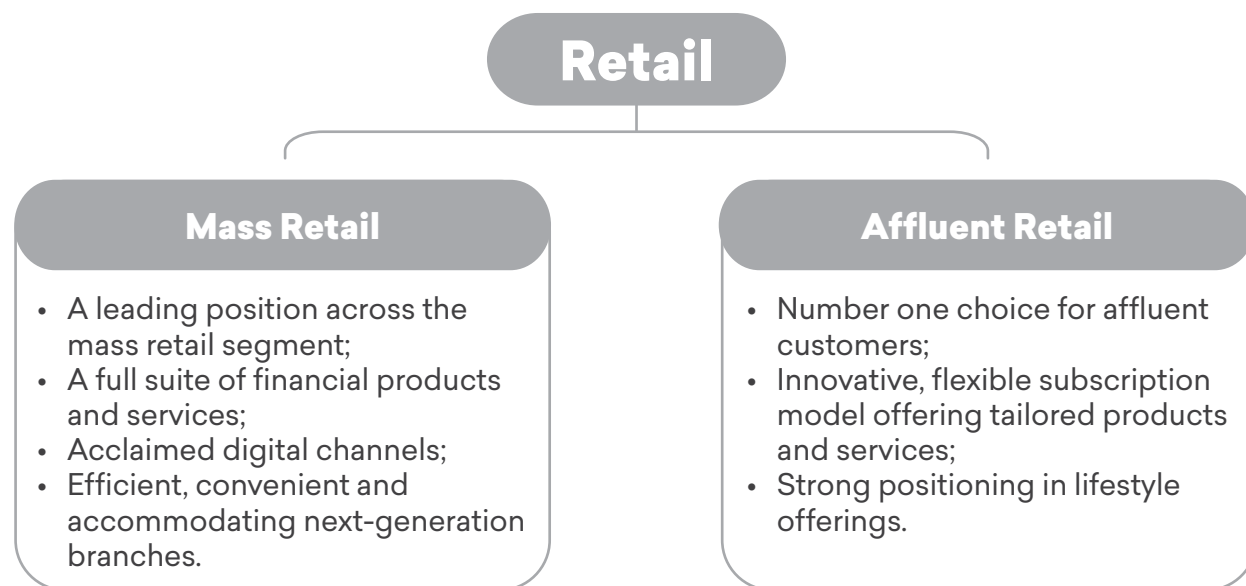 Retail
Mass Retail
• A leading position across the
mass retail segment;
• A full suite of financial products
and services;
• Acclaimed digital channels;
• Efficient, convenient and
accommodating next-generation
branches.
Affluent Retail
• Number one choice for affluent
customers;
• Innovative, flexible subscription
model offering tailored products
and services;
• Strong positioning in lifestyle
offerings.